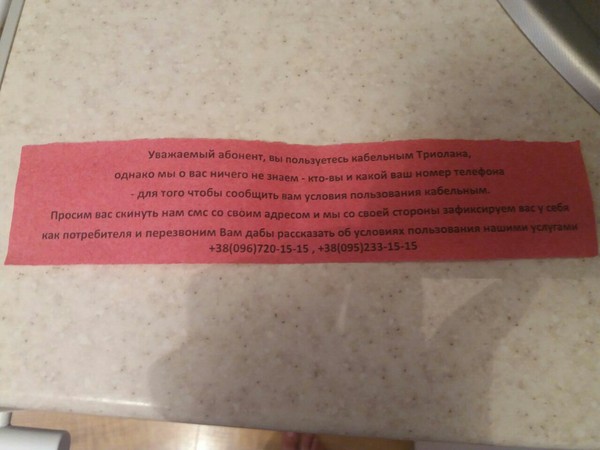 Уважаемый абонент, вы пользуетесь кабельным Триолана,
однако мы о вас ничего не знаем - кто-вы и какой ваш номер телефона
- для того чтобы сообщить вам условия пользования кабельным.
Просим вас скинуть нам смс со своим адресом и мы со своей стороны зафиксируем вас у себя
как потребителя и перезвоним Вам дабы рассказать об условиях пользования нашими услугами
+38(096)720-15-15 , +38(095)233-15-15